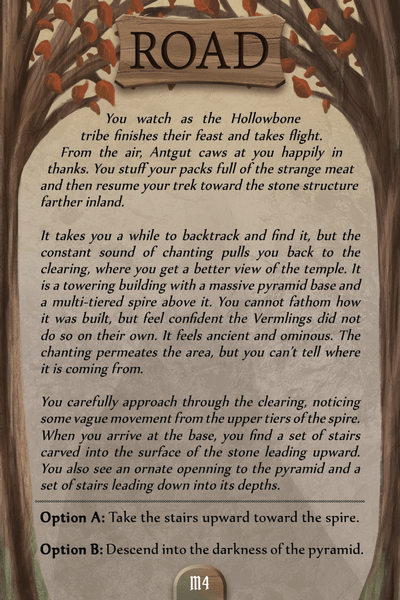 ROAD
You watch as the Hollowbone
tribe finishes their feast and takes flight.
From the air, Antgut caws at you happily in
thanks. You stuff your packs full of the strange meat
and then resume your trek toward the stone structure
farther inland.
It takes you a while to backtrack and find it, but the
constant sound of chanting pulls you back to the
clearing, where you get a better view of the temple. It
is a towering building with a massive pyramid base and
a multi-tiered spire above it. You cannot fathom how
it was built, but feel confident the Vermlings did not
do so on their own. It feels ancient and ominous. The
chanting permeates the area, but you can't tell where
it is coming from.
You carefully approach through the clearing, noticing
some vague movement from the upper tiers of the spire.
When you arrive at the base, you find a set of stairs
carved into the surface of the stone leading upward.
You also see an ornate openning to the pyramid and a
set of stairs leading down into its depths.
Option A: Take the stairs upward toward the spire.
Option B: Descend into the darkness of the pyramid.
M4